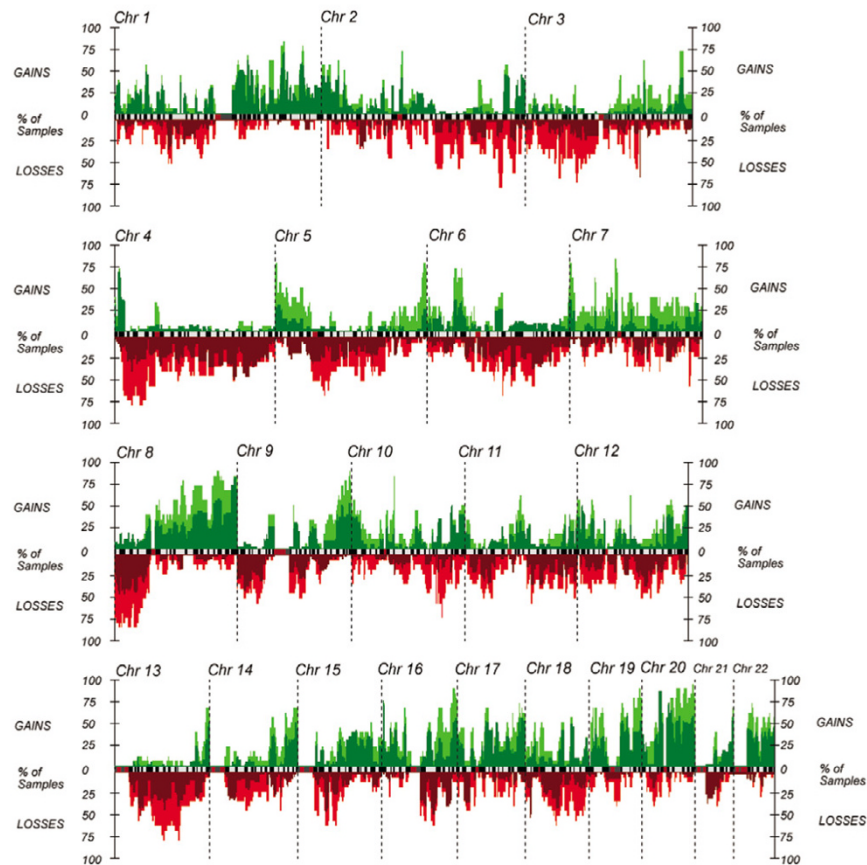 Chr 1 Chr 2 Chr 3
100 100
75 75
GAINS 50 50 GAINS
25 25
% of Samples 0 0 % of Samples
25 25
LOSSES 50 50 LOSSES
75 75
100 100
Chr 4 Chr 5 Chr 6 Chr 7
100 100
75 75
GAINS 50 50 GAINS
25 25
% of Samples 0 0 % of Samples
25 25
LOSSES 50 50 LOSSES
75 75
100 100
Chr 8 Chr 9 Chr 10 Chr 11 Chr 12
100 100
75 75
GAINS 50 50 GAINS
25 25
% of Samples 0 0 % of Samples
25 25
LOSSES 50 50 LOSSES
75 75
100 100
Chr 13 Chr 14 Chr 15 Chr 16 Chr 17 Chr 18 Chr 19 Chr 20 Chr 21 Chr 22
100 100
75 75
GAINS 50 50 GAINS
25 25
% of Samples 0 0 % of Samples
25 25
LOSSES 50 50 LOSSES
75 75
100 100